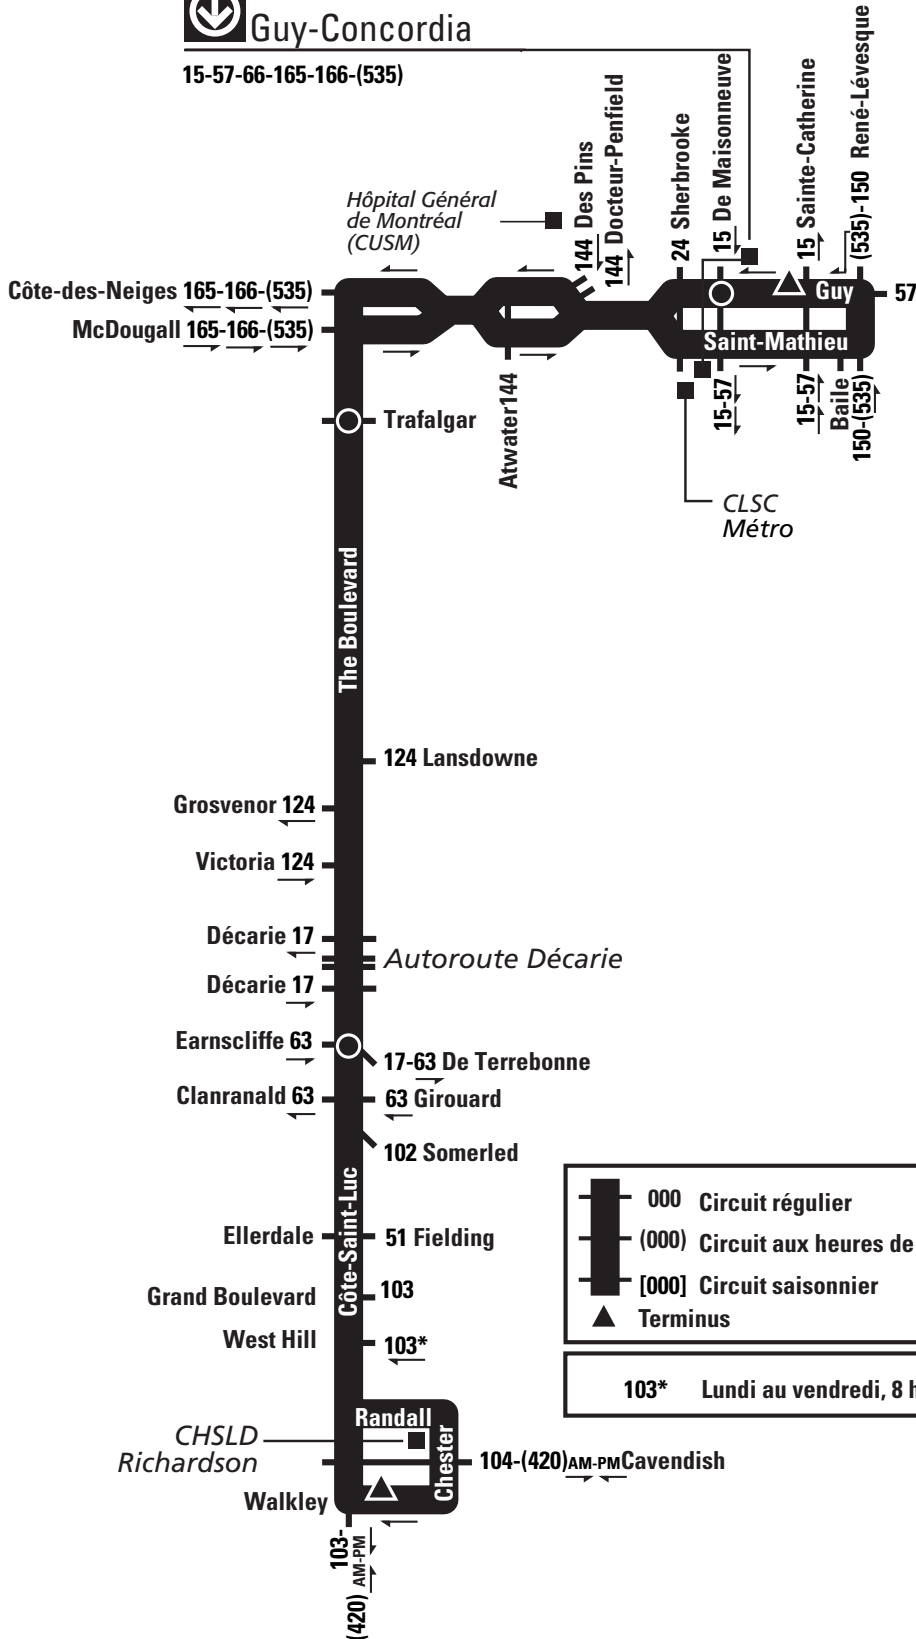 Guy-Concordia
15-57-66-165-166-(535)
Hôpital Général
de Montréal
(CUSM)
144 Des Pins
144 Docteur-Penfield
24 Sherbrooke
15 De Maisonneuve
15 Sainte-Catherine
(535)-150 René-Lévesque
Côte-des-Neiges 165-166-(535)
Guy
57
McDougall 165-166-(535)
Saint-Mathieu
Atwater144
15-57
15-57
Baile
150-(535)
Trafalgar
CLSC
Métro
The Boulevard
124 Lansdowne
Grosvenor 124
Victoria 124
Décarie 17
Autoroute Décarie
Décarie 17
Earnscliffe 63
17-63 De Terrebonne
Clanranald 63
63 Girouard
102 Somerled
Côte-Saint-Luc
Ellerdale
51 Fielding
Grand Boulevard
103
West Hill
103*
000 Circuit régulier
(000) Circuit aux heures de
[000] Circuit saisonnier
Terminus
103* Lundi au vendredi, 8 h
Randall
CHSLD
Richardson
Chester
104-(420)AM-PMCavendish
Walkley
103-
(420) AM-PM